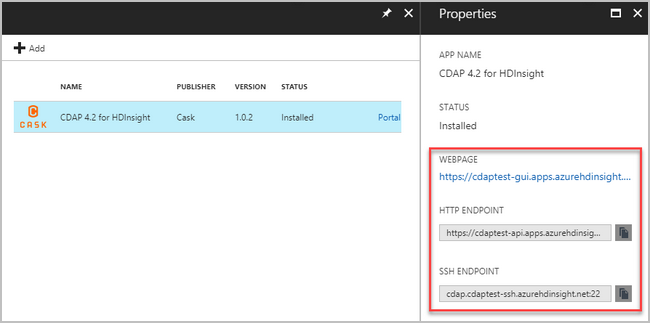 Properties
Add
NAME PUBLISHER VERSION STATUS
CASK CDAP 4.2 for HDInsight Cask 1.0.2 Installed Portal
APP NAME
CDAP 4.2 for HDInsight
STATUS
Installed
WEBPAGE
https://cdaptest-gui.apps.azurehdinsight....
HTTP ENDPOINT
https://cdaptest-api.apps.azurehdinsig...
SSH ENDPOINT
cdap.cdaptest-ssh.azurehdinsight.net:22